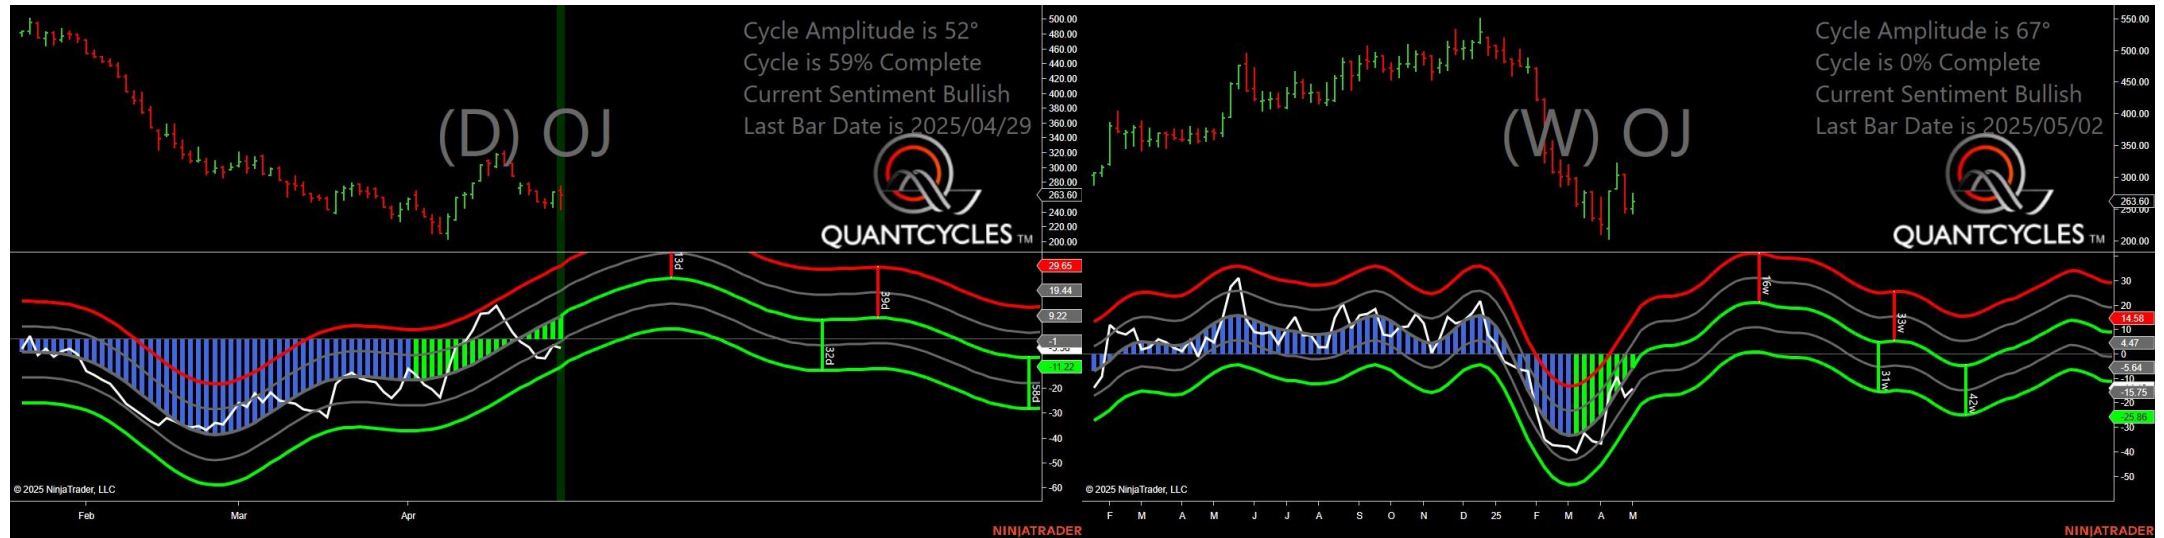 Cycle Amplitude is 52°
Cycle is 59% Complete
Current Sentiment Bullish
Last Bar Date is 2025/04/29
(D) OJ
QUANTCYCLES TM
500.00
480.00
460.00
440.00
420.00
400.00
380.00
360.00
340.00
320.00
300.00
280.00
263.60
240.00
220.00
200.00
13d
39d
32d
58d
29.65
19.44
9.22
-1
-11.22
-20
-30
-40
-50
-60
© 2025 NinjaTrader, LLC
Feb Mar Apr
NINJATRADER
Cycle Amplitude is 67°
Cycle is 0% Complete
Current Sentiment Bullish
Last Bar Date is 2025/05/02
(W) OJ
QUANTCYCLES TM
550.00
500.00
450.00
400.00
350.00
300.00
263.60
250.00
200.00
16w
33w
31w
42w
30
20
14.58
10
4.47
0
-5.64
-10
-15.75
-20
-25.86
-30
-40
-50
© 2025 NinjaTrader, LLC
F M A M J J A S O N D 25 F M A M
NINJATRADER